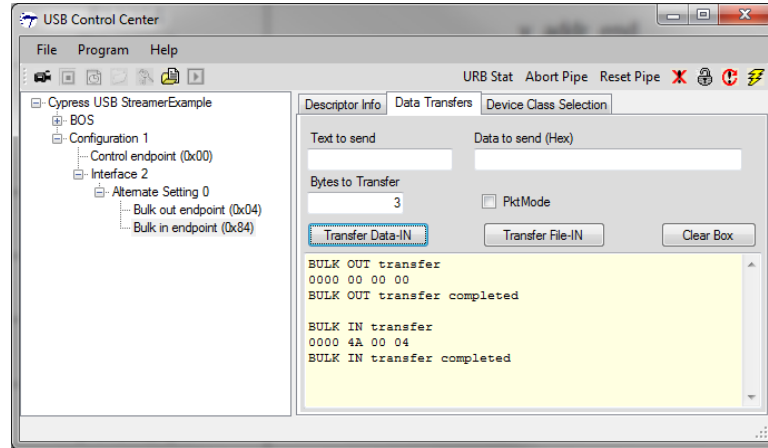 USB Control Center
File Program Help
URB Stat Abort Pipe Reset Pipe
Cypress USB StreamerExample
BOS
Configuration 1
Control endpoint (0x00)
Interface 2
Alternate Setting 0
Bulk out endpoint (0x04)
Bulk in endpoint (0x84)
Descriptor Info Data Transfers Device Class Selection
Text to send Data to send (Hex)
Bytes to Transfer
3 PktMode
Transfer Data-IN Transfer File-IN Clear Box
BULK OUT transfer
0000 00 00 00
BULK OUT transfer completed
BULK IN transfer
0000 4A 00 04
BULK IN transfer completed